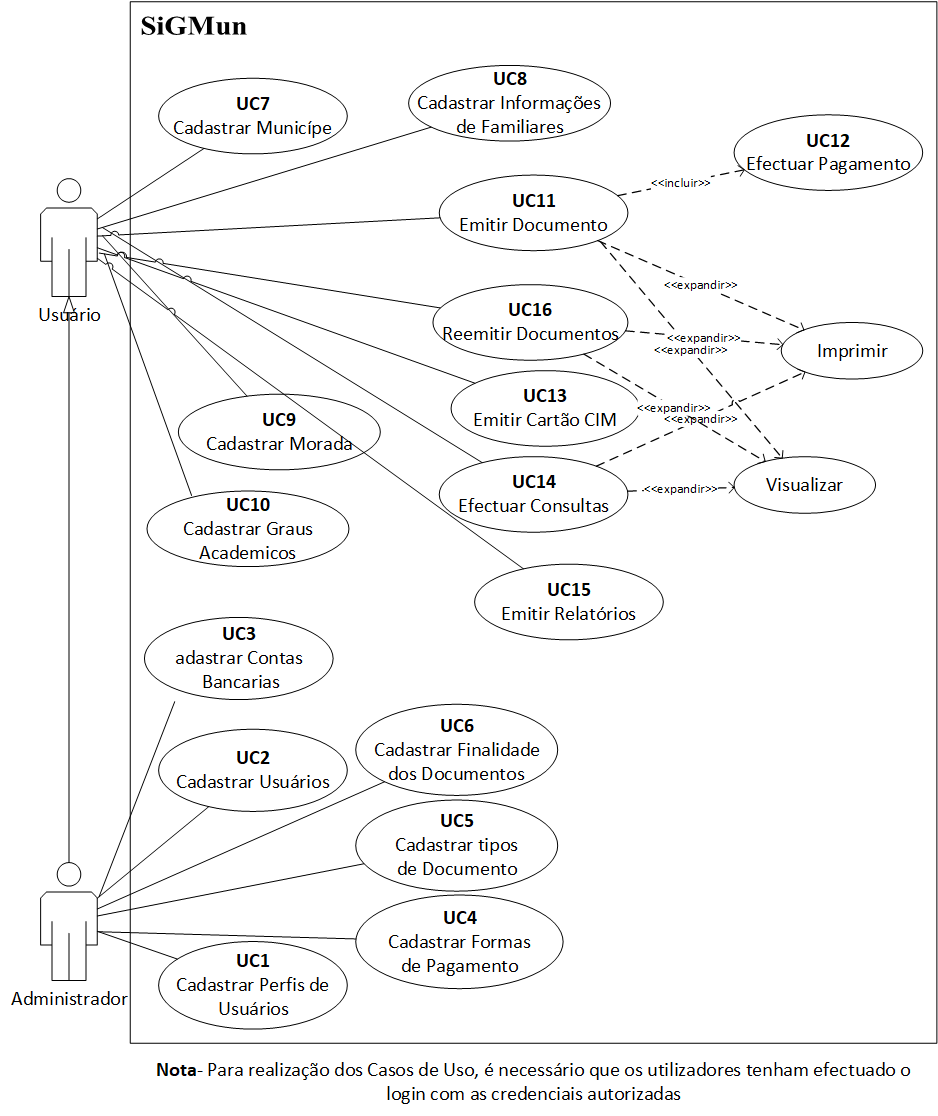 SiGMun
UC7
Cadastrar Municípe
UC8
Cadastrar Informações
de Familiares
UC12
Efectuar Pagamento
<<incluir>>
UC11
Emitir Documento
<<expandir>>
Usuário
UC16
Reemitir Documentos
<<expandir>>
<<expandir>>
Imprimir
UC13
Emitir Cartão CIM
<<expandir>>
<<expandir>>
UC9
Cadastrar Morada
UC14
Efectuar Consultas
<<expandir>>
Visualizar
UC10
Cadastrar Graus
Academicos
UC15
Emitir Relatórios
UC3
adastrar Contas
Bancarias
UC6
Cadastrar Finalidade
dos Documentos
UC2
Cadastrar Usuários
UC5
Cadastrar tipos
de Documento
UC4
Cadastrar Formas
de Pagamento
UC1
Cadastrar Perfis de
Usuários
Administrador
Nota- Para realização dos Casos de Uso, é necessário que os utilizadores tenham efectuado o
login com as credenciais autorizadas